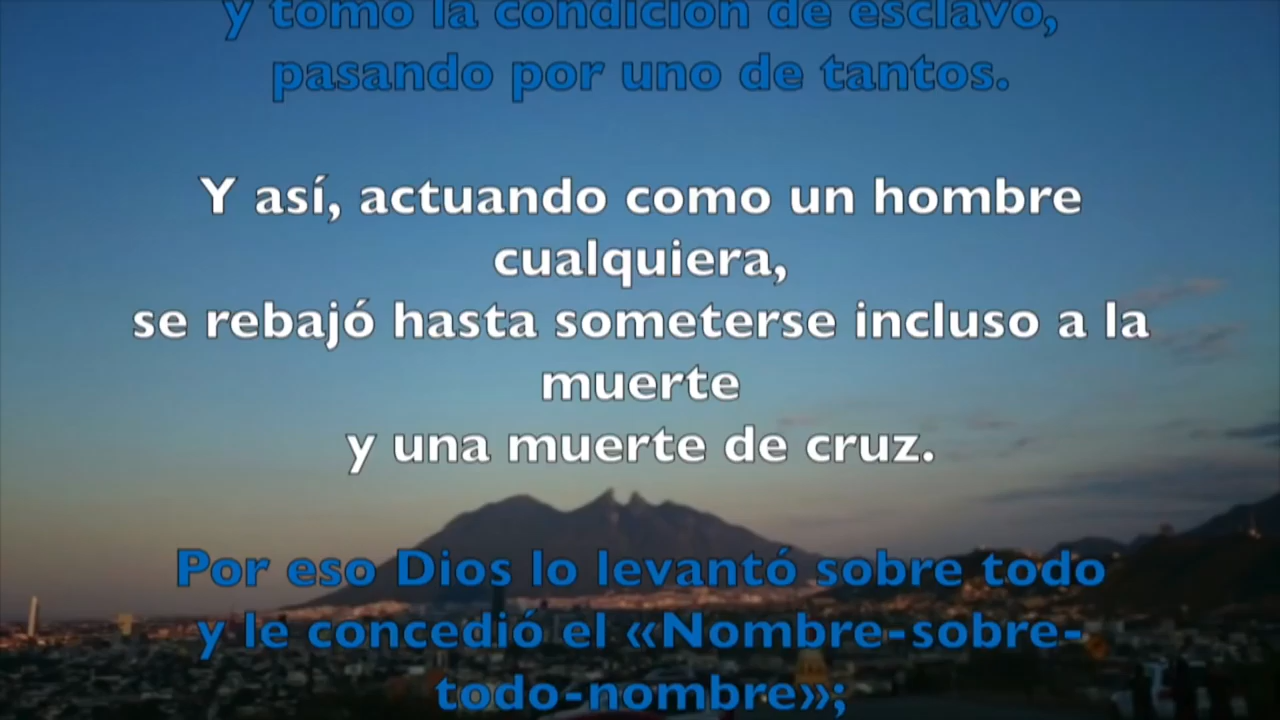 y tomó la condición de esclavo,
pasando por uno de tantos.
Y así, actuando como un hombre
cualquiera,
se rebajó hasta someterse incluso a la
muerte
y una muerte de cruz.
Por eso Dios lo levantó sobre todo
y le concedió el «Nombre-sobre-
todo-nombre»;